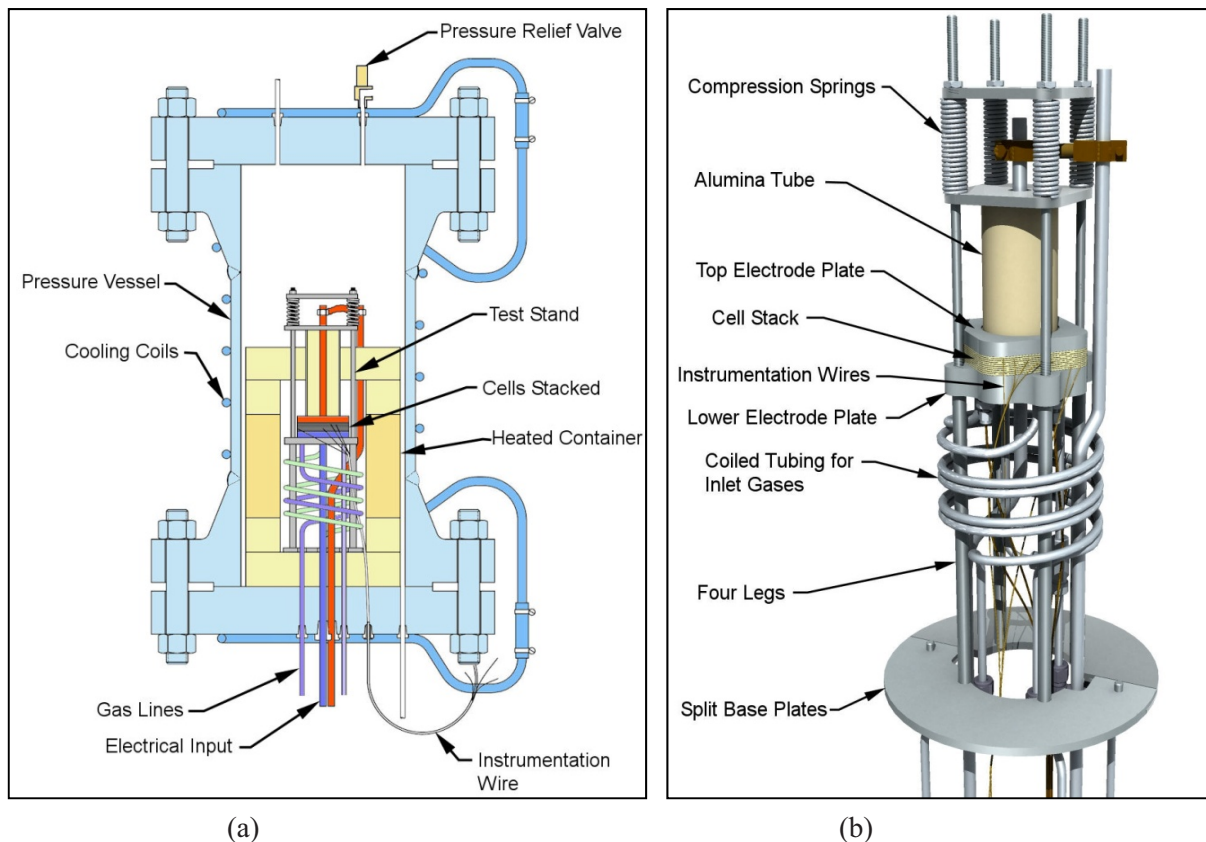 Pressure Relief Valve
Pressure Vessel
Cooling Coils
Test Stand
Cells Stacked
Heated Container
Gas Lines
Electrical Input
Instrumentation
Wire
(a)
Compression Springs
Alumina Tube
Top Electrode Plate
Cell Stack
Instrumentation Wires
Lower Electrode Plate
Coiled Tubing for
Inlet Gases
Four Legs
Split Base Plates
(b)